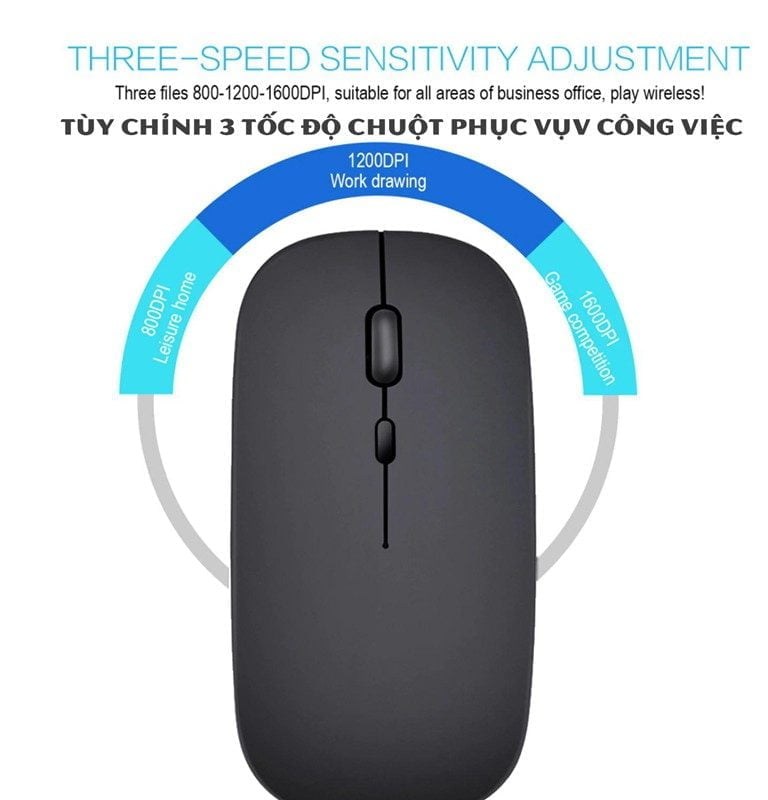 THREE-SPEED SENSITIVITY ADJUSTMENT
Three files 800-1200-1600DPI, suitable for all areas of business office, play wireless!
TÙY CHỈNH 3 TỐC ĐỘ CHUỘT PHỤC VỤV CÔNG VIỆC
1200DPI
Work drawing
800DPI
Leisure home
1600DPI
Game competition